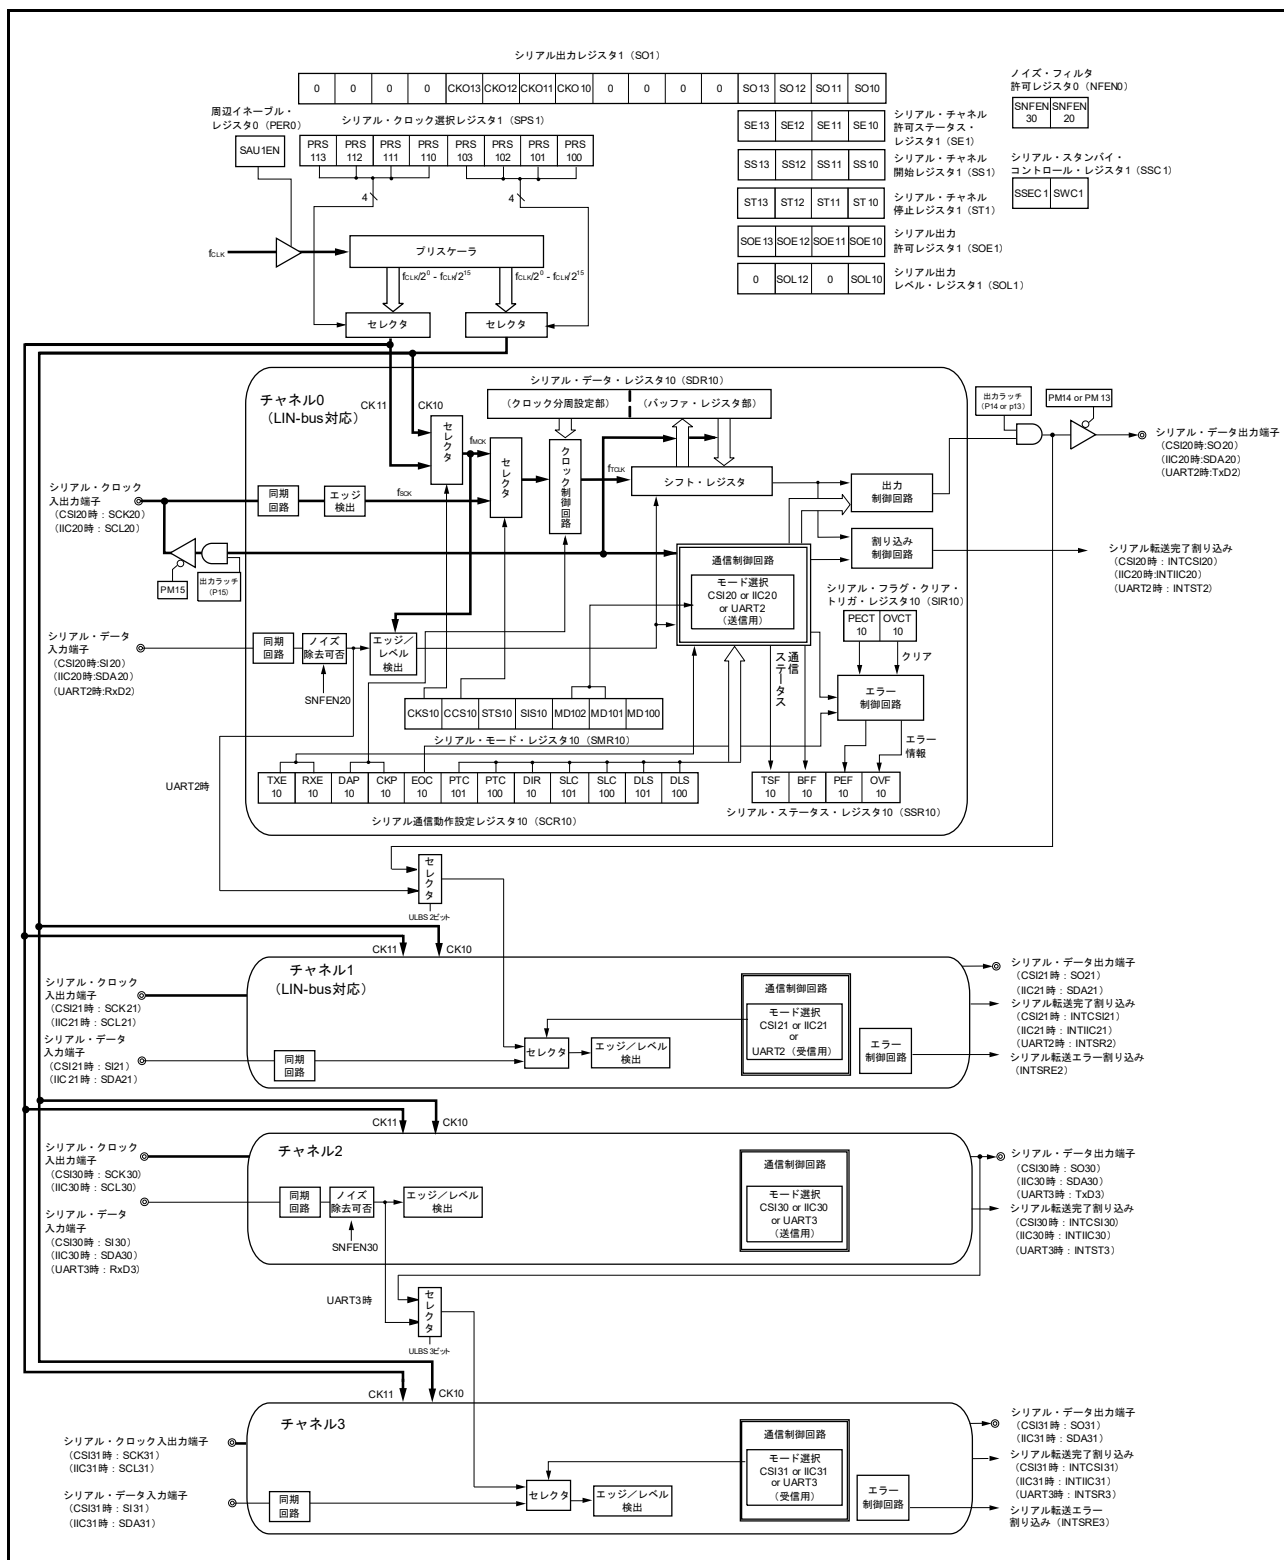 シリアル出力レジスタ1（SO1）
0 0 0 0 CKO13 CKO12 CKO11 CKO10 0 0 0 0 SO13 SO12 SO11 SO10
ノイズ・フィルタ
許可レジスタ0（NFEN0）
SNFEN 30 SNFEN 20
周辺イネーブル・
レジスタ0（PER0）
SAU1EN
シリアル・クロック選択レジスタ1（SPS1）
PRS 113 PRS 112 PRS 111 PRS 110 PRS 103 PRS 102 PRS 101 PRS 100
4 4
SE13 SE12 SE11 SE10
シリアル・チャネル
許可ステータス・
レジスタ1（SE1）
SS13 SS12 SS11 SS10
シリアル・チャネル
開始レジスタ1（SS1）
ST13 ST12 ST11 ST10
シリアル・チャネル
停止レジスタ1（ST1）
SOE13 SOE12 SOE11 SOE10
シリアル出力
許可レジスタ1（SOE1）
0 SOL12 0 SOL10
シリアル出力
レベル・レジスタ1（SOL1）
シリアル・スタンバイ・
コントロール・レジスタ1（SSC1）
SSEC1 SWC1
fCLK
プリスケーラ
fCLK/2^0 - fCLK/2^15 fCLK/2^0 - fCLK/2^15
セレクタ セレクタ
チャネル0
（LIN-bus対応）
CK11 CK10
シリアル・データ・レジスタ10（SDR10）
（クロック分周設定部） （バッファ・レジスタ部）
セレクタ
fMCK
セレクタ
クロック制御回路
fTCLK
シフト・レジスタ
出力
制御回路
出力ラッチ
（P14 or p13）
PM14 or PM13
シリアル・データ出力端子
（CSI20時：SO20）
（IIC20時：SDA20）
（UART2時：TxD2）
シリアル・クロック
入出力端子
（CSI20時：SCK20）
（IIC20時：SCL20）
同期
回路
エッジ
検出
fSCK
PM15
出力ラッチ
（P15）
通信制御回路
モード選択
CSI20 or IIC20
or UART2
（送信用）
割り込み
制御回路
シリアル転送完了割り込み
（CSI20時：INTCSI20）
（IIC20時：INTIIC20）
（UART2時：INTST2）
シリアル・フラグ・クリア・
トリガ・レジスタ10（SIR10）
PECT 10 OVCT 10
クリア
シリアル・データ
入力端子
（CSI20時：SI20）
（IIC20時：SDA20）
（UART2時：RxD2）
同期
回路
ノイズ
除去可否
SNFEN20
エッジ／
レベル
検出
通信
ステータス
エラー
制御回路
エラー
情報
CKS10 CCS10 STS10 SIS10 MD102 MD101 MD100
シリアル・モード・レジスタ10（SMR10）
UART2時
TXE 10 RXE 10 DAP 10 CKP 10 EOC 10 PTC 101 PTC 100 DIR 10 SLC 101 SLC 100 DLS 101 DLS 100
シリアル通信動作設定レジスタ10（SCR10）
TSF 10 BFF 10 PEF 10 OVF 10
シリアル・ステータス・レジスタ10（SSR10）
セレクタ
ULBS 2ビット
CK11 CK10
チャネル1
（LIN-bus対応）
シリアル・クロック
入出力端子
（CSI21時：SCK21）
（IIC21時：SCL21）
シリアル・データ
入力端子
（CSI21時：SI21）
（IIC21時：SDA21）
同期
回路
セレクタ
エッジ／レベル
検出
通信制御回路
モード選択
CSI21 or IIC21
or
UART2（受信用）
エラー
制御回路
シリアル・データ出力端子
（CSI21時：SO21）
（IIC21時：SDA21）
シリアル転送完了割り込み
（CSI21時：INTCSI21）
（IIC21時：INTIIC21）
（UART2時：INTSR2）
シリアル転送エラー割り込み
（INTSRE2）
CK11 CK10
チャネル2
シリアル・クロック
入出力端子
（CSI30時：SCK30）
（IIC30時：SCL30）
シリアル・データ
入力端子
（CSI30時：SI30）
（IIC30時：SDA30）
（UART3時：RxD3）
同期
回路
ノイズ
除去可否
SNFEN30
エッジ／レベル
検出
通信制御回路
モード選択
CSI30 or IIC30
or UART3
（送信用）
シリアル・データ出力端子
（CSI30時：SO30）
（IIC30時：SDA30）
（UART3時：TxD3）
シリアル転送完了割り込み
（CSI30時：INTCSI30）
（IIC30時：INTIIC30）
（UART3時：INTST3）
UART3時
セレクタ
ULBS 3ビット
CK11 CK10
チャネル3
シリアル・クロック入出力端子
（CSI31時：SCK31）
（IIC31時：SCL31）
シリアル・データ入力端子
（CSI31時：SI31）
（IIC31時：SDA31）
同期
回路
セレクタ
エッジ／レベル
検出
通信制御回路
モード選択
CSI31 or IIC31
or UART3
（受信用）
エラー
制御回路
シリアル・データ出力端子
（CSI31時：SO31）
（IIC31時：SDA31）
シリアル転送完了割り込み
（CSI31時：INTCSI31）
（IIC31時：INTIIC31）
（UART3時：INTSR3）
シリアル転送エラー
割り込み（INTSRE3）